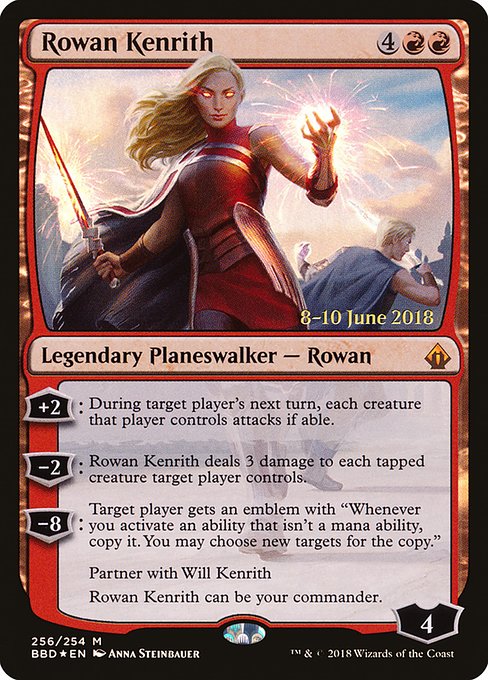 Rowan Kenrith 4
8–10 June 2018
Legendary Planeswalker — Rowan
+2: During target player's next turn, each creature
that player controls attacks if able.
−2: Rowan Kenrith deals 3 damage to each tapped
creature target player controls.
−8: Target player gets an emblem with “Whenever
you activate an ability that isn't a mana ability,
copy it. You may choose new targets for the copy.”
Partner with Will Kenrith
Rowan Kenrith can be your commander.
4
256/254 M
BBD★EN Anna Steinbauer
™ & © 2018 Wizards of the Coast